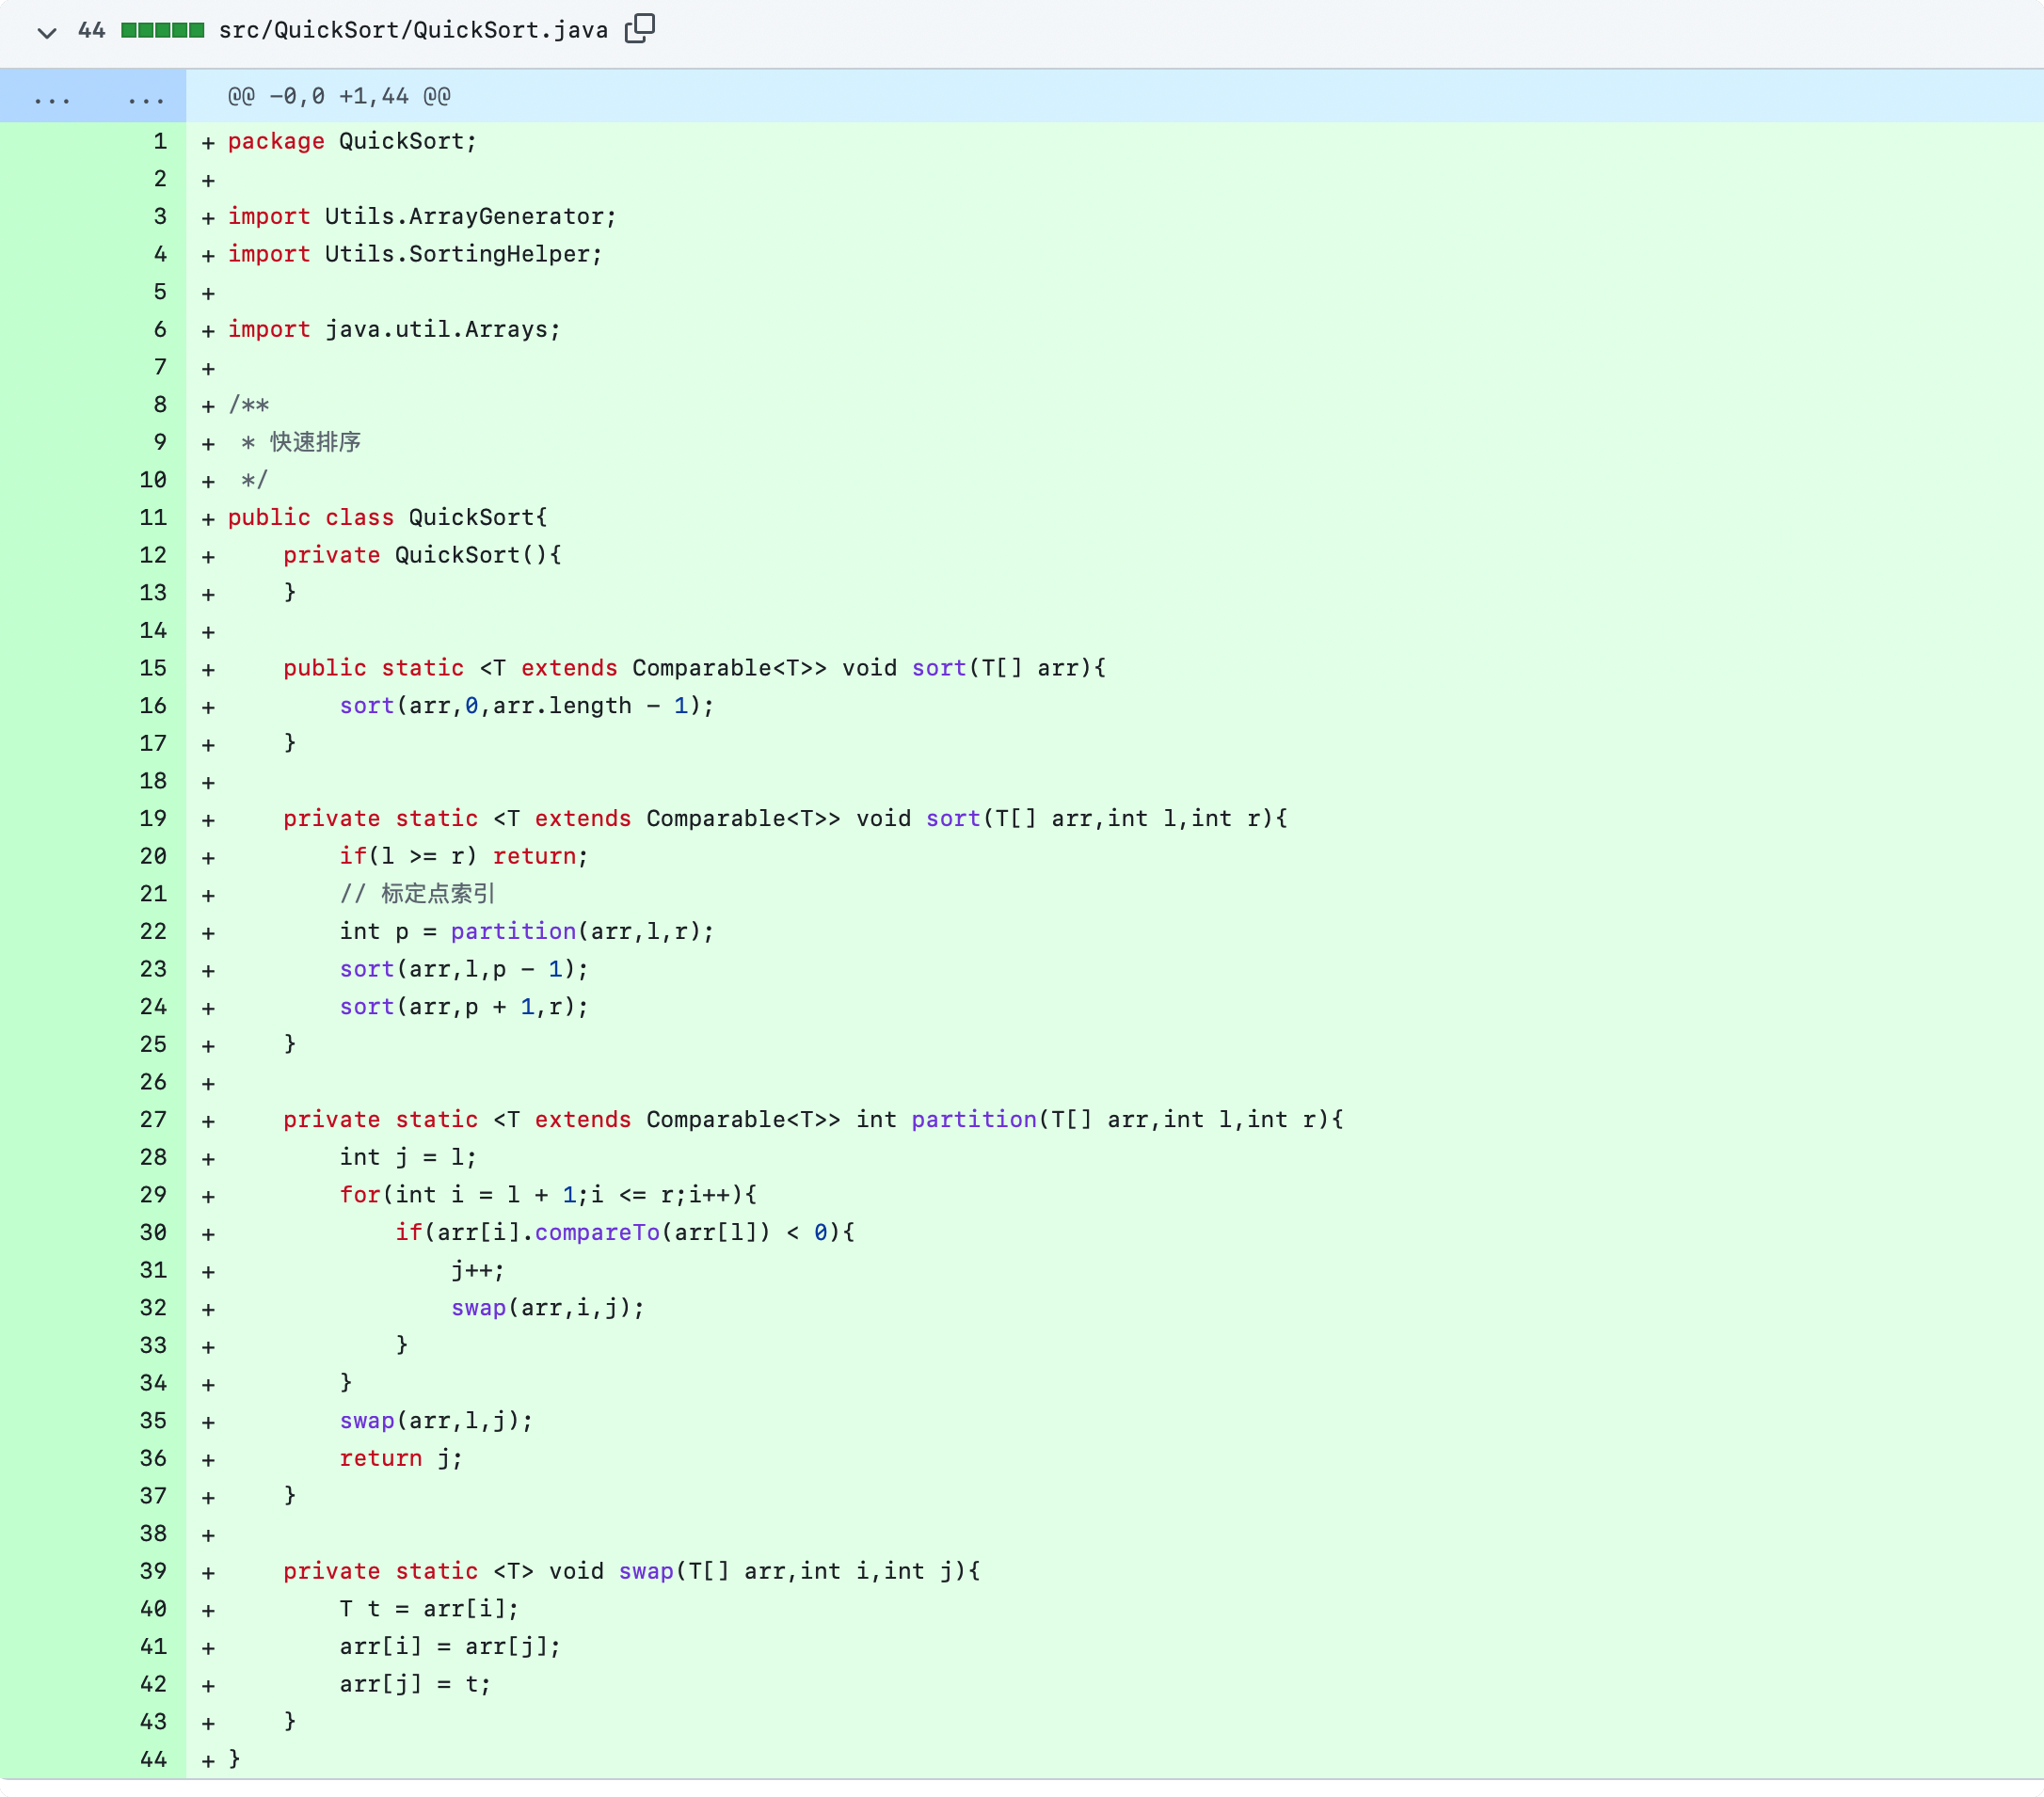 44 src/QuickSort/QuickSort.java
... ... @@ -0,0 +1,44 @@
1 + package QuickSort;
2 +
3 + import Utils.ArrayGenerator;
4 + import Utils.SortingHelper;
5 +
6 + import java.util.Arrays;
7 +
8 + /**
9 +  * 快速排序
10 +  */
11 + public class QuickSort{
12 +     private QuickSort(){
13 +     }
14 +
15 +     public static <T extends Comparable<T>> void sort(T[] arr){
16 +         sort(arr,0,arr.length - 1);
17 +     }
18 +
19 +     private static <T extends Comparable<T>> void sort(T[] arr,int l,int r){
20 +         if(l >= r) return;
21 +         // 标定点索引
22 +         int p = partition(arr,l,r);
23 +         sort(arr,l,p - 1);
24 +         sort(arr,p + 1,r);
25 +     }
26 +
27 +     private static <T extends Comparable<T>> int partition(T[] arr,int l,int r){
28 +         int j = l;
29 +         for(int i = l + 1;i <= r;i++){
30 +             if(arr[i].compareTo(arr[l]) < 0){
31 +                 j++;
32 +                 swap(arr,i,j);
33 +             }
34 +         }
35 +         swap(arr,l,j);
36 +         return j;
37 +     }
38 +
39 +     private static <T> void swap(T[] arr,int i,int j){
40 +         T t = arr[i];
41 +         arr[i] = arr[j];
42 +         arr[j] = t;
43 +     }
44 + }